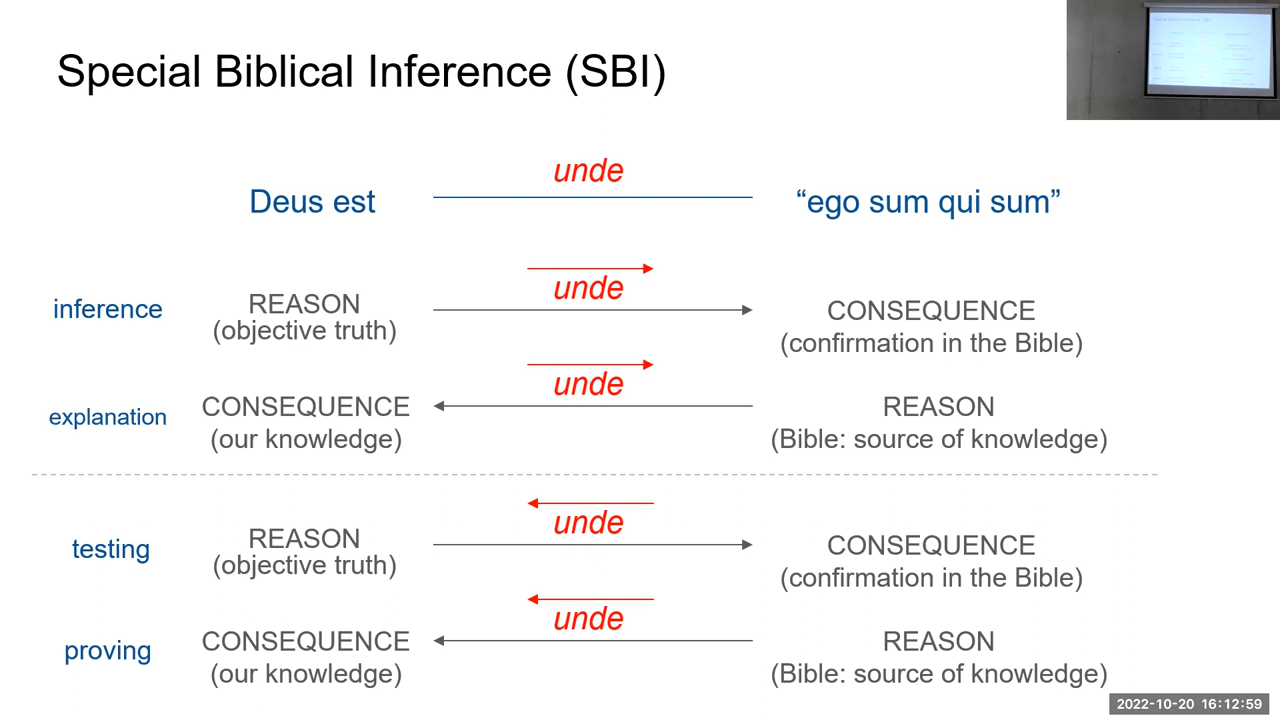 Special Biblical Inference (SBI)
unde
Deus est
“ego sum qui sum”
unde
inference
REASON
(objective truth)
CONSEQUENCE
(confirmation in the Bible)
unde
explanation
CONSEQUENCE
(our knowledge)
REASON
(Bible: source of knowledge)
unde
testing
REASON
(objective truth)
CONSEQUENCE
(confirmation in the Bible)
unde
proving
CONSEQUENCE
(our knowledge)
REASON
(Bible: source of knowledge)
2022-10-20 16:12:59